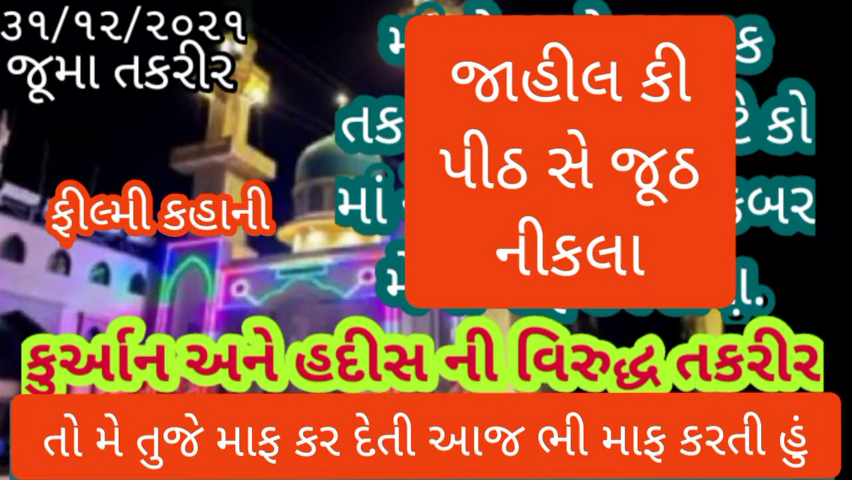 ૩૧/૧૨/૨૦૨૧
જૂમા તકરીર
જાહીલ કી
પીઠ સે જૂઠ
નીકલા
કો
માં
ફીલ્મી કહાની
કુર્આન અને હદીસ ની વિરુદ્ધ તકરીર
તો મે તુજે માફ કર દેતી આજ ભી માફ કરતી હું